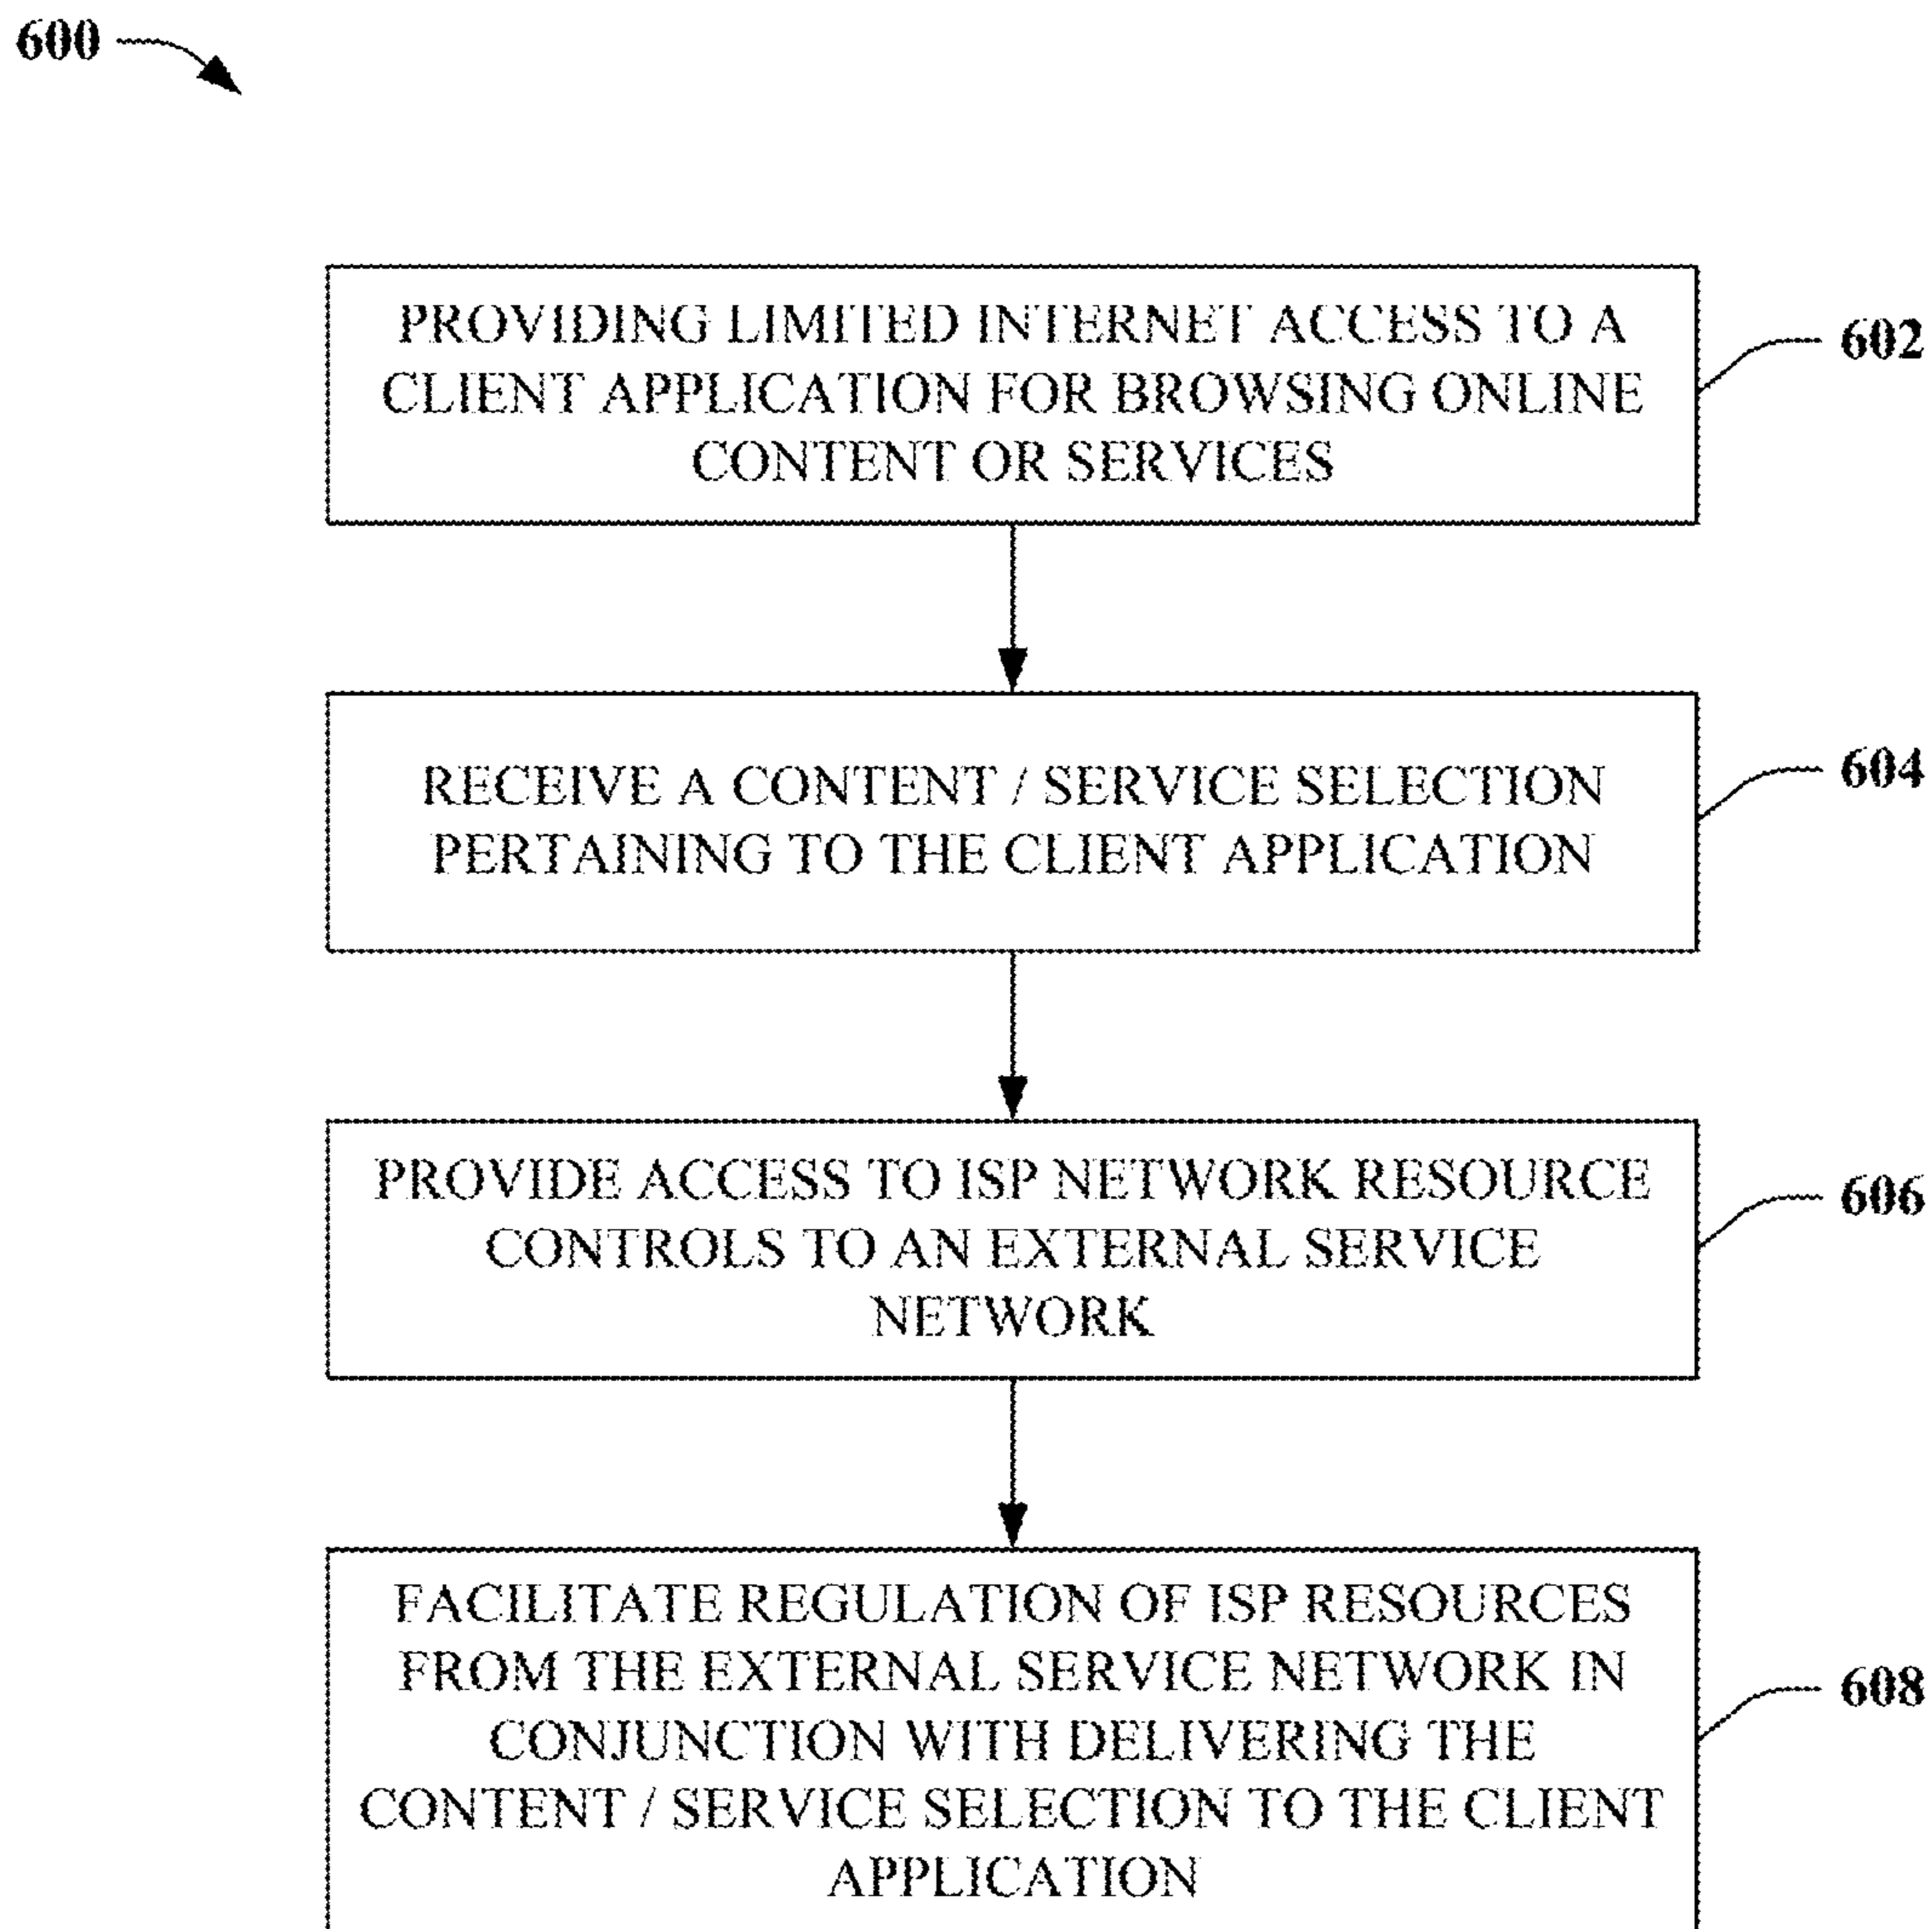 600
PROVIDING LIMITED INTERNET ACCESS TO A
CLIENT APPLICATION FOR BROWSING ONLINE
CONTENT OR SERVICES
602
RECEIVE A CONTENT / SERVICE SELECTION
PERTAINING TO THE CLIENT APPLICATION
604
PROVIDE ACCESS TO ISP NETWORK RESOURCE
CONTROLS TO AN EXTERNAL SERVICE
NETWORK
606
FACILITATE REGULATION OF ISP RESOURCES
FROM THE EXTERNAL SERVICE NETWORK IN
CONJUNCTION WITH DELIVERING THE
CONTENT / SERVICE SELECTION TO THE CLIENT
APPLICATION
608